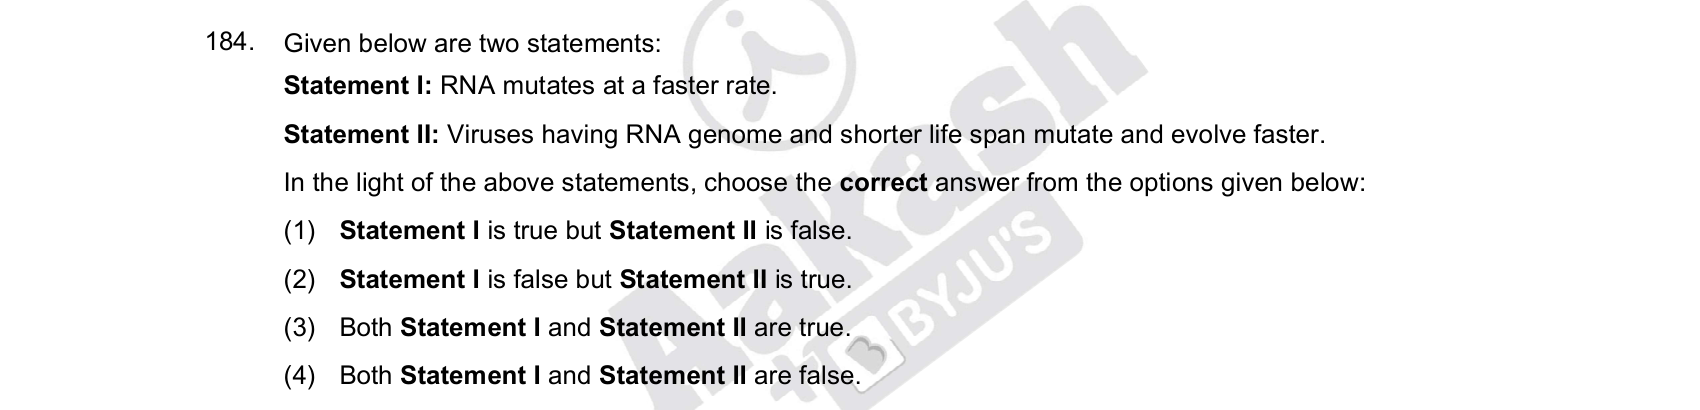 184. Given below are two statements:
Statement I: RNA mutates at a faster rate.
Statement II: Viruses having RNA genome and shorter life span mutate and evolve faster.
In the light of the above statements, choose the correct answer from the options given below:
(1) Statement I is true but Statement II is false.
(2) Statement I is false but Statement II is true.
(3) Both Statement I and Statement II are true.
(4) Both Statement I and Statement II are false.
Aakash
+ BYJU'S